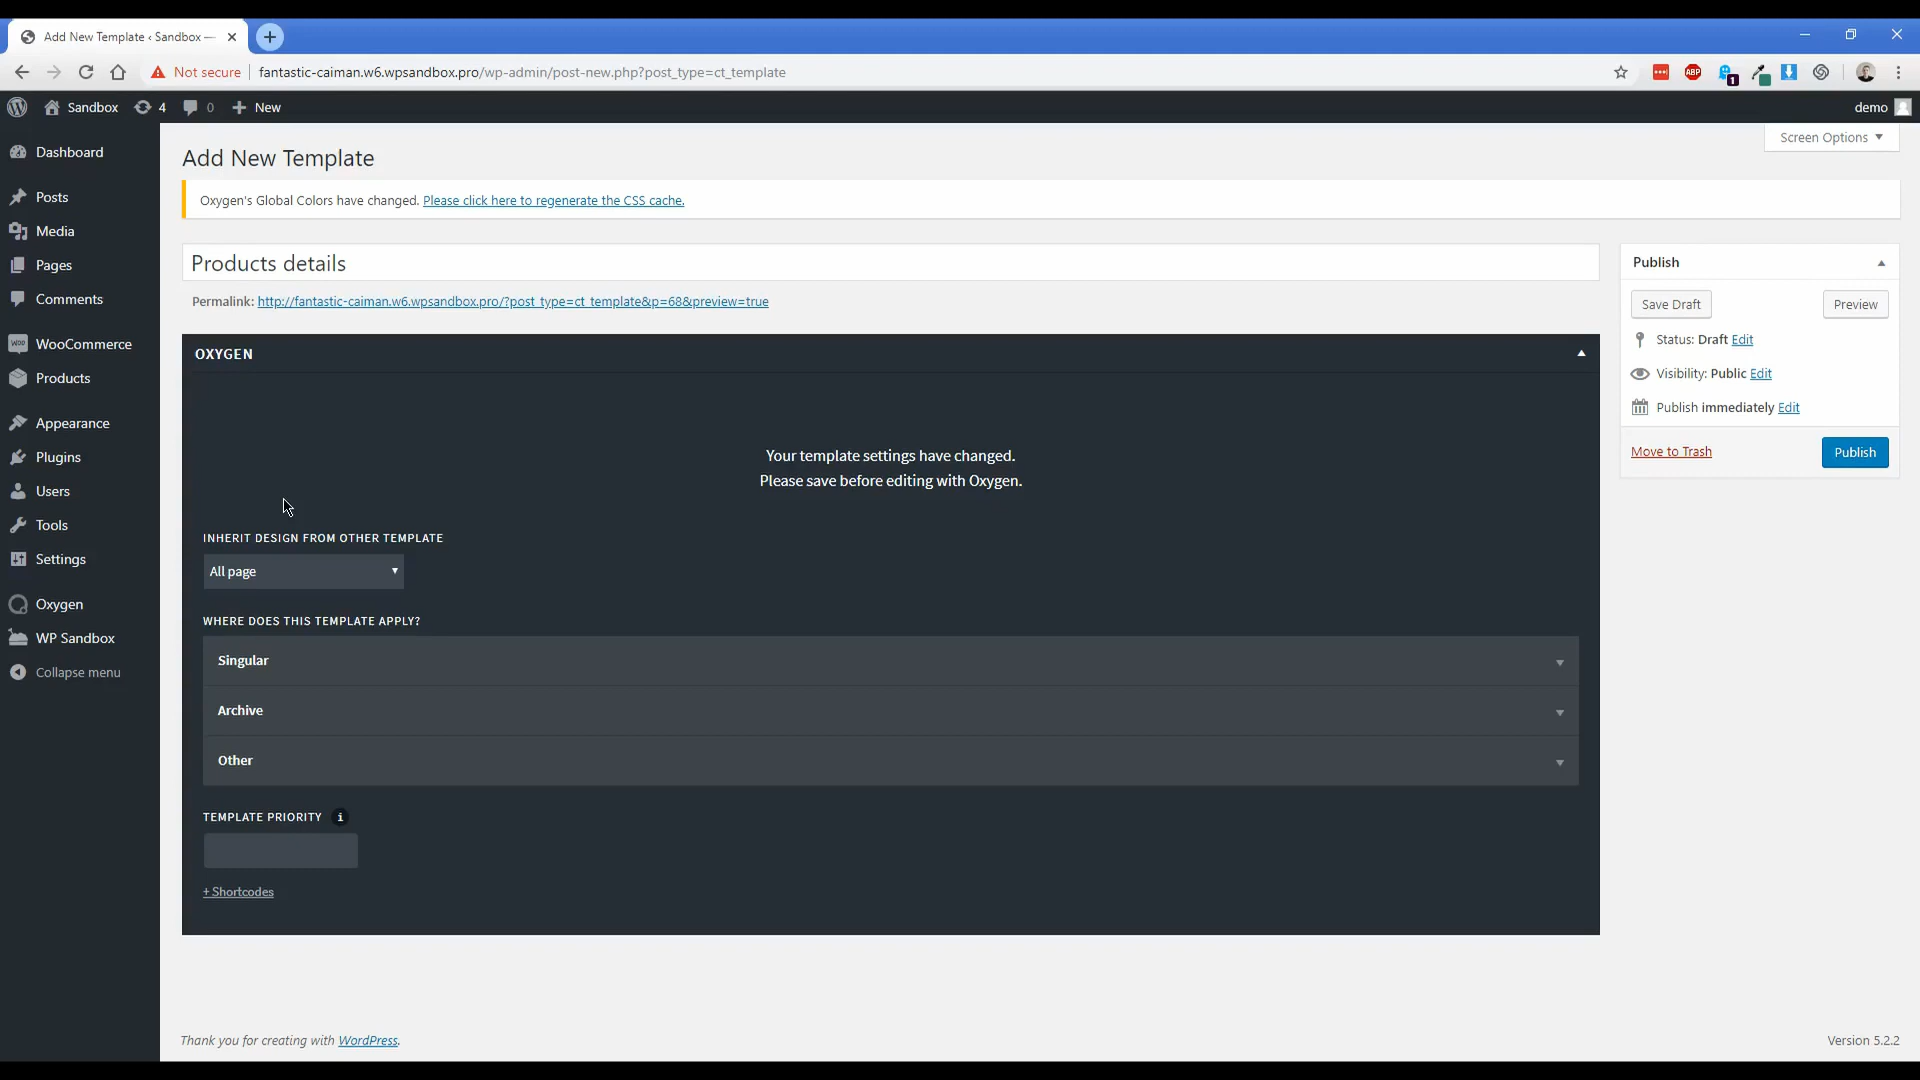 Add New Template ‹ Sandbox —
Not secure
fantastic-caiman.w6.wpsandbox.pro/wp-admin/post-new.php?post_type=ct_template
ABP
1
Sandbox
4
0
New
demo
Screen Options
Dashboard
Posts
Media
Pages
Comments
WooCommerce
Products
Appearance
Plugins
Users
Tools
Settings
Oxygen
WP Sandbox
Collapse menu
Add New Template
Oxygen's Global Colors have changed. Please click here to regenerate the CSS cache.
Products details
Permalink: http://fantastic-caiman.w6.wpsandbox.pro/?post_type=ct_template&p=68&preview=true
OXYGEN
Your template settings have changed.
Please save before editing with Oxygen.
INHERIT DESIGN FROM OTHER TEMPLATE
All page
WHERE DOES THIS TEMPLATE APPLY?
Singular
Archive
Other
TEMPLATE PRIORITY i
+ Shortcodes
Publish
Save Draft
Preview
Status: Draft Edit
Visibility: Public Edit
Publish immediately Edit
Move to Trash
Publish
Thank you for creating with WordPress.
Version 5.2.2